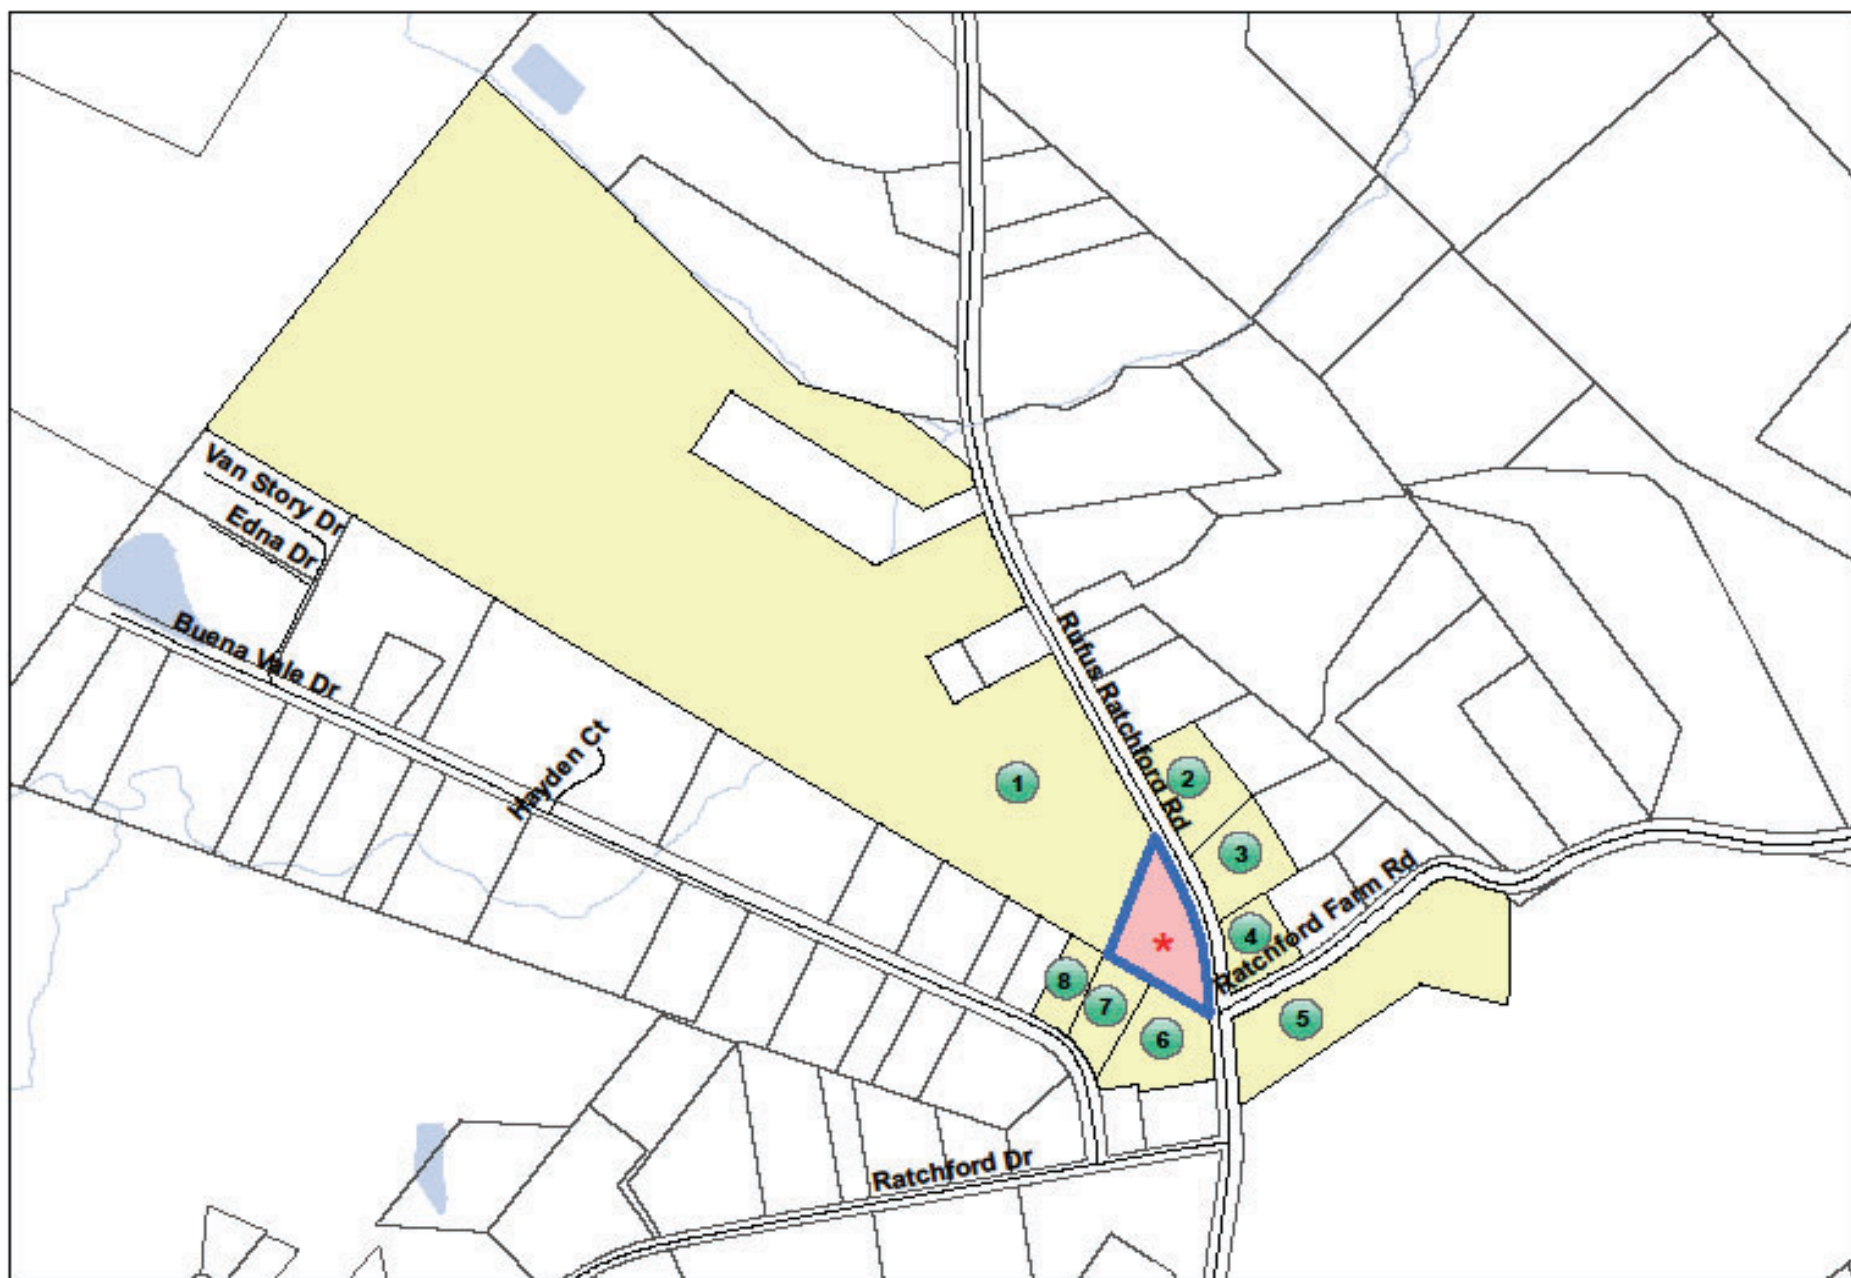 Van Story Dr
Edna Dr
Buena Vale Dr
Hayden Ct
Rufus Ratchford Rd
1
2
3
4
Ratchford Farm Rd
*
8
7
6
5
Ratchford Dr